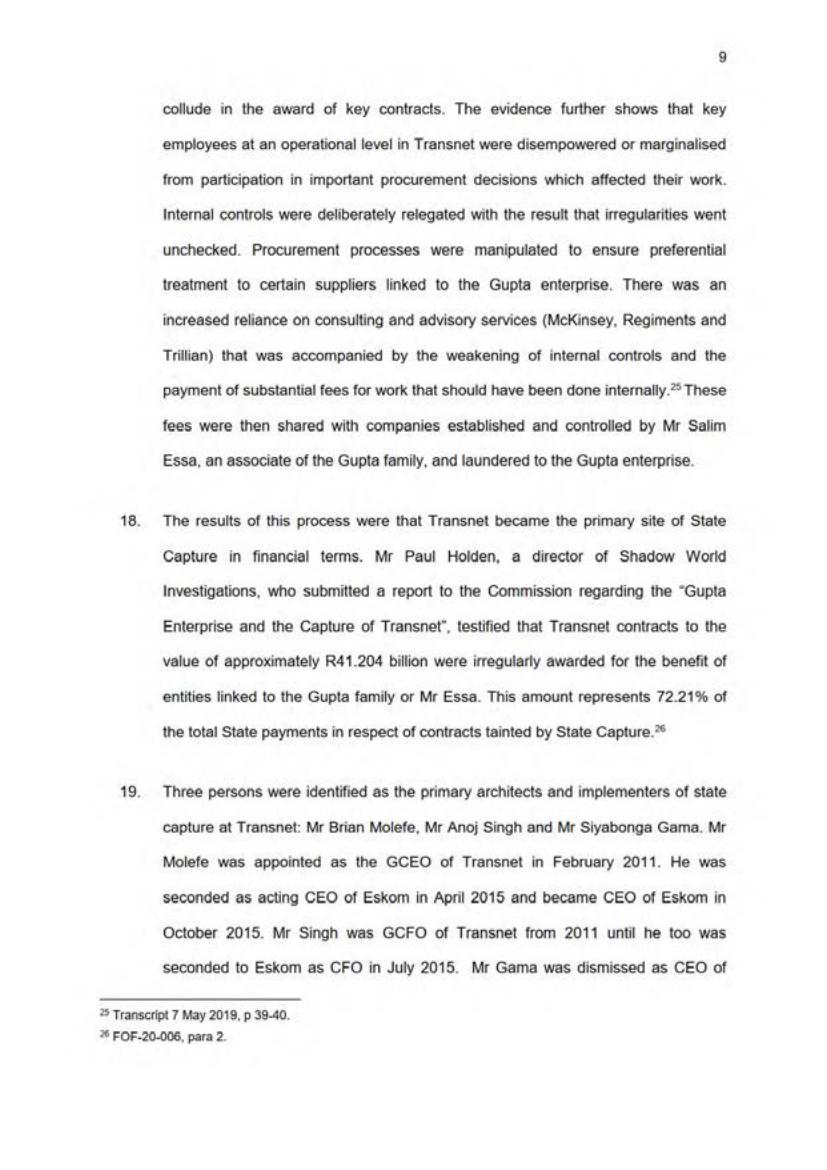 9
collude in the award of key contracts. The evidence further shows that key
employees at an operational level in Transnet were disempowered or marginalised
from participation in important procurement decisions which affected their work.
Internal controls were deliberately relegated with the result that irregularities went
unchecked. Procurement processes were manipulated to ensure preferential
treatment to certain suppliers linked to the Gupta enterprise. There was an
increased reliance on consulting and advisory services (McKinsey, Regiments and
Trillian) that was accompanied by the weakening of internal controls and the
payment of substantial fees for work that should have been done internally.25 These
fees were then shared with companies established and controlled by Mr Salim
Essa, an associate of the Gupta family, and laundered to the Gupta enterprise.
18. The results of this process were that Transnet became the primary site of State
Capture in financial terms. Mr Paul Holden, a director of Shadow World
Investigations, who submitted a report to the Commission regarding the “Gupta
Enterprise and the Capture of Transnet”, testified that Transnet contracts to the
value of approximately R41.204 billion were irregularly awarded for the benefit of
entities linked to the Gupta family or Mr Essa. This amount represents 72.21% of
the total State payments in respect of contracts tainted by State Capture.26
19. Three persons were identified as the primary architects and implementers of state
capture at Transnet: Mr Brian Molefe, Mr Anoj Singh and Mr Siyabonga Gama. Mr
Molefe was appointed as the GCEO of Transnet in February 2011. He was
seconded as acting CEO of Eskom in April 2015 and became CEO of Eskom in
October 2015. Mr Singh was GCFO of Transnet from 2011 until he too was
seconded to Eskom as CFO in July 2015. Mr Gama was dismissed as CEO of
25 Transcript 7 May 2019, p 39-40.
26 FOF-20-006, para 2.